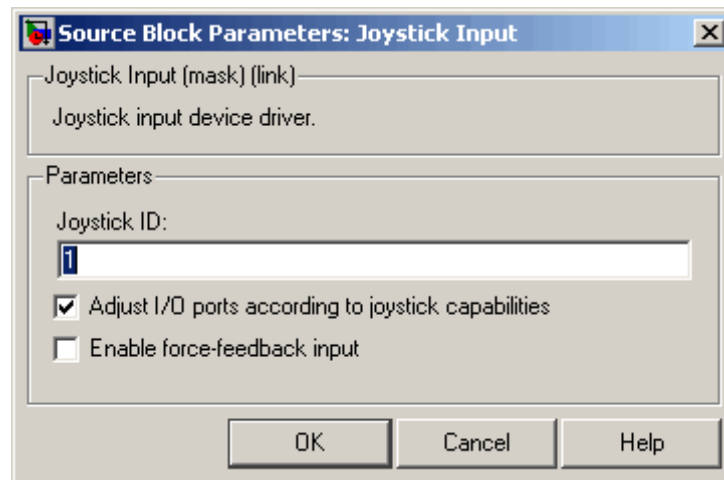 Source Block Parameters: Joystick Input
Joystick Input (mask) (link)
Joystick input device driver.
Parameters
Joystick ID:
1
Adjust I/O ports according to joystick capabilities
Enable force-feedback input
OK Cancel Help